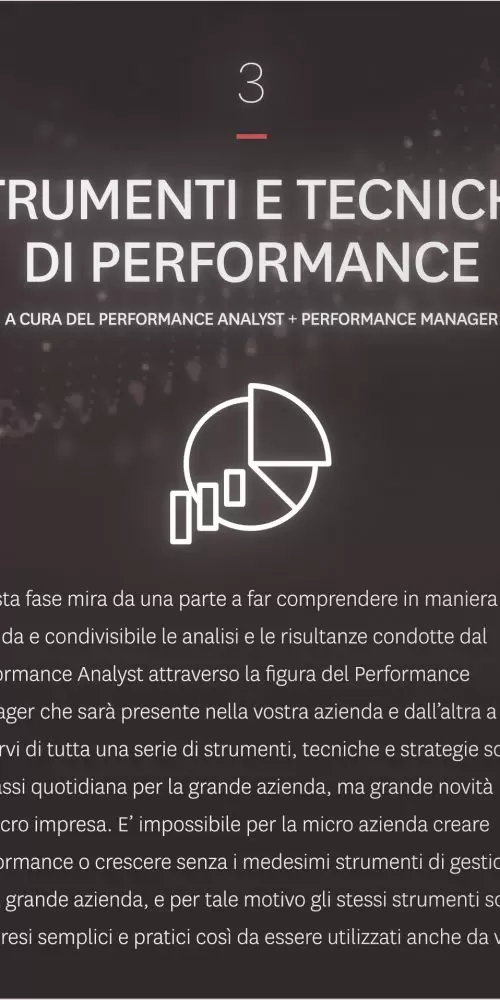 3
TRUMENTI E TECNICH
DI PERFORMANCE
A CURA DEL PERFORMANCE ANALYST + PERFORMANCE MANAGER
sta fase mira da una parte a far comprendere in maniera
da e condivisibile le analisi e le risultanze condotte dal
ormance Analyst attraverso la figura del Performance
ager che sarà presente nella vostra azienda e dall'altra a
rvi di tutta una serie di strumenti, tecniche e strategie so
assi quotidiana per la grande azienda, ma grande novità
cro impresa. E' impossibile per la micro azienda creare
ormance o crescere senza i medesimi strumenti di gestio
grande azienda, e per tale motivo gli stessi strumenti so
resi semplici e pratici così da essere utilizzati anche da v